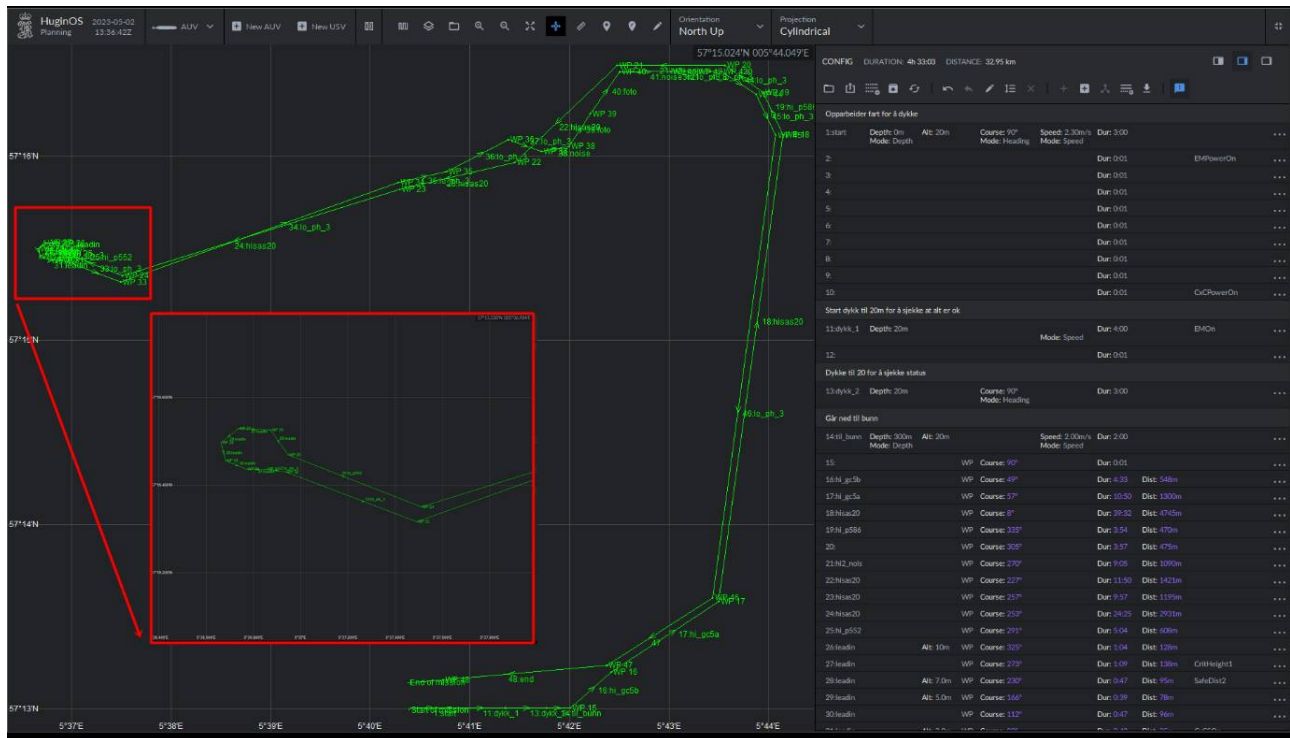 HuginOS 2023-05-02
Planning 13:36:42Z
AUV
New AUV
New USV
Orientation
North Up
Projection
Cylindrical
57°15.024'N 005°44.049'E
CONFIG DURATION: 4h 33:03 DISTANCE: 32.95 km
Opparbeider fart for å dykke
1:start Depth: 0m Alt: 20m Course: 90° Speed: 2.30m/s Dur: 3:00
Mode: Depth Mode: Heading Mode: Speed
2: Dur: 0:01 EMPowerOn
3: Dur: 0:01
4: Dur: 0:01
5: Dur: 0:01
6: Dur: 0:01
7: Dur: 0:01
8: Dur: 0:01
9: Dur: 0:01
10: Dur: 0:01 CxCPowerOn
Start dykk til 20m for å sjekke at alt er ok
11:dykk_1 Depth: 20m Dur: 4:00 EMOn
Mode: Speed
12: Dur: 0:01
Dykke til 20 for å sjekke status
13:dykk_2 Depth: 20m Course: 90° Dur: 3:00
Mode: Heading
Går ned til bunn
14:til_bunn Depth: 300m Alt: 20m Speed: 2.00m/s Dur: 2:00
Mode: Depth Mode: Speed
15: WP Course: 90° Dur: 0:01
16:hi_gc5b WP Course: 49° Dur: 4:33 Dist: 548m
17:hi_gc5a WP Course: 57° Dur: 10:50 Dist: 1300m
18:hisas20 WP Course: 8° Dur: 39:32 Dist: 4745m
19:hi_p586 WP Course: 335° Dur: 3:54 Dist: 470m
20: WP Course: 305° Dur: 3:57 Dist: 475m
21:hi2_nois WP Course: 270° Dur: 9:05 Dist: 1090m
22:hisas20 WP Course: 227° Dur: 11:50 Dist: 1421m
23:hisas20 WP Course: 257° Dur: 9:57 Dist: 1195m
24:hisas20 WP Course: 253° Dur: 24:25 Dist: 2931m
25:hi_p552 WP Course: 291° Dur: 5:04 Dist: 608m
26:leadin Alt: 10m WP Course: 325° Dur: 1:04 Dist: 128m
27:leadin WP Course: 273° Dur: 1:09 Dist: 138m CritHeight1
28:leadin Alt: 7.0m WP Course: 230° Dur: 0:47 Dist: 95m SafeDist2
29:leadin Alt: 5.0m WP Course: 166° Dur: 0:39 Dist: 78m
30:leadin WP Course: 112° Dur: 0:47 Dist: 96m
WP 21
WP 20
40:foto
WP 39
22:hisas20
WP 36
WP 38
38:noise
36:lo_ph_3
WP 22
WP 35
WP 34
WP 23
34:lo_ph_3
24:hisas20
33:lo_ph_3
WP 24
WP 33
18:hisas20
46:lo_ph_3
WP 17
17:hi_gc5a
47
WP 47
WP 16
48:end
End of mission
16:hi_gc5b
Start of mission
11:dykk_1
WP 15
57°16'N
57°15'N
57°14'N
57°13'N
5°37'E
5°38'E
5°39'E
5°40'E
5°41'E
5°42'E
5°43'E
5°44'E